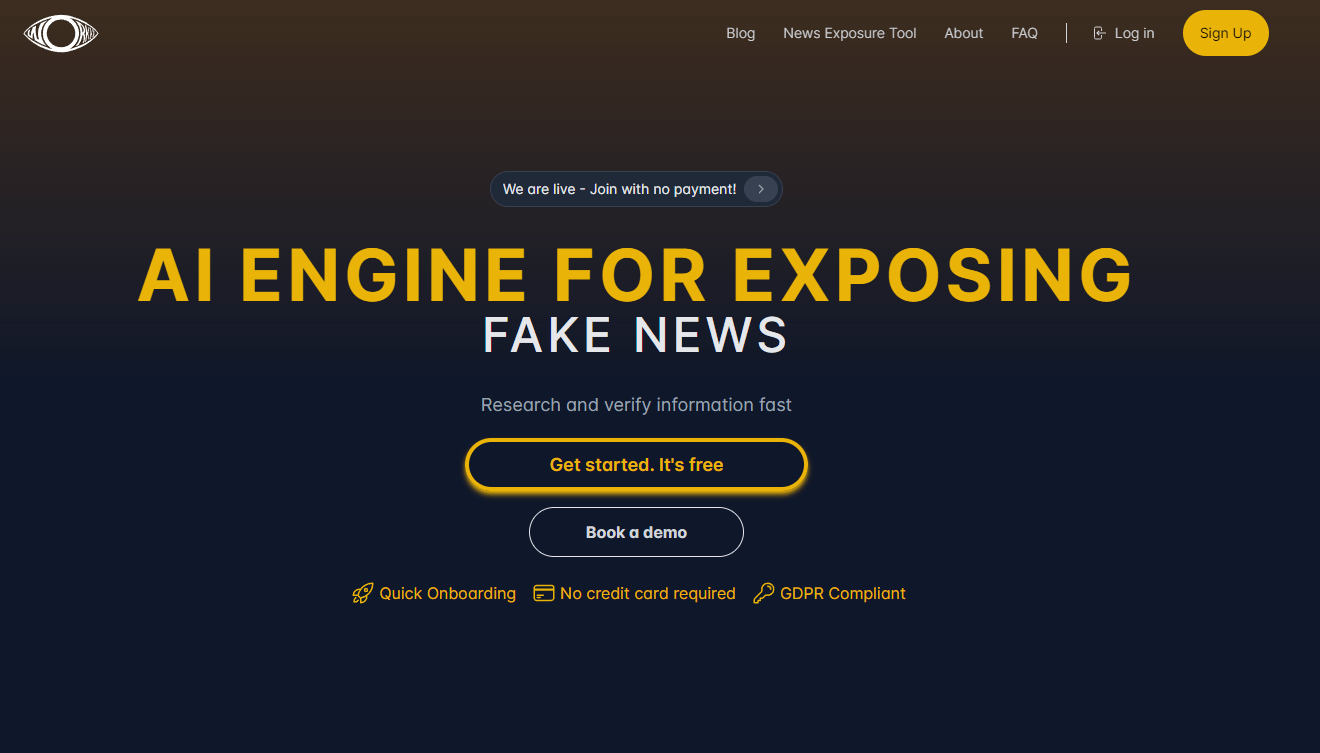 Blog News Exposure Tool About FAQ Log in Sign Up
We are live - Join with no payment!
AI ENGINE FOR EXPOSING
FAKE NEWS
Research and verify information fast
Get started. It's free
Book a demo
Quick Onboarding No credit card required GDPR Compliant